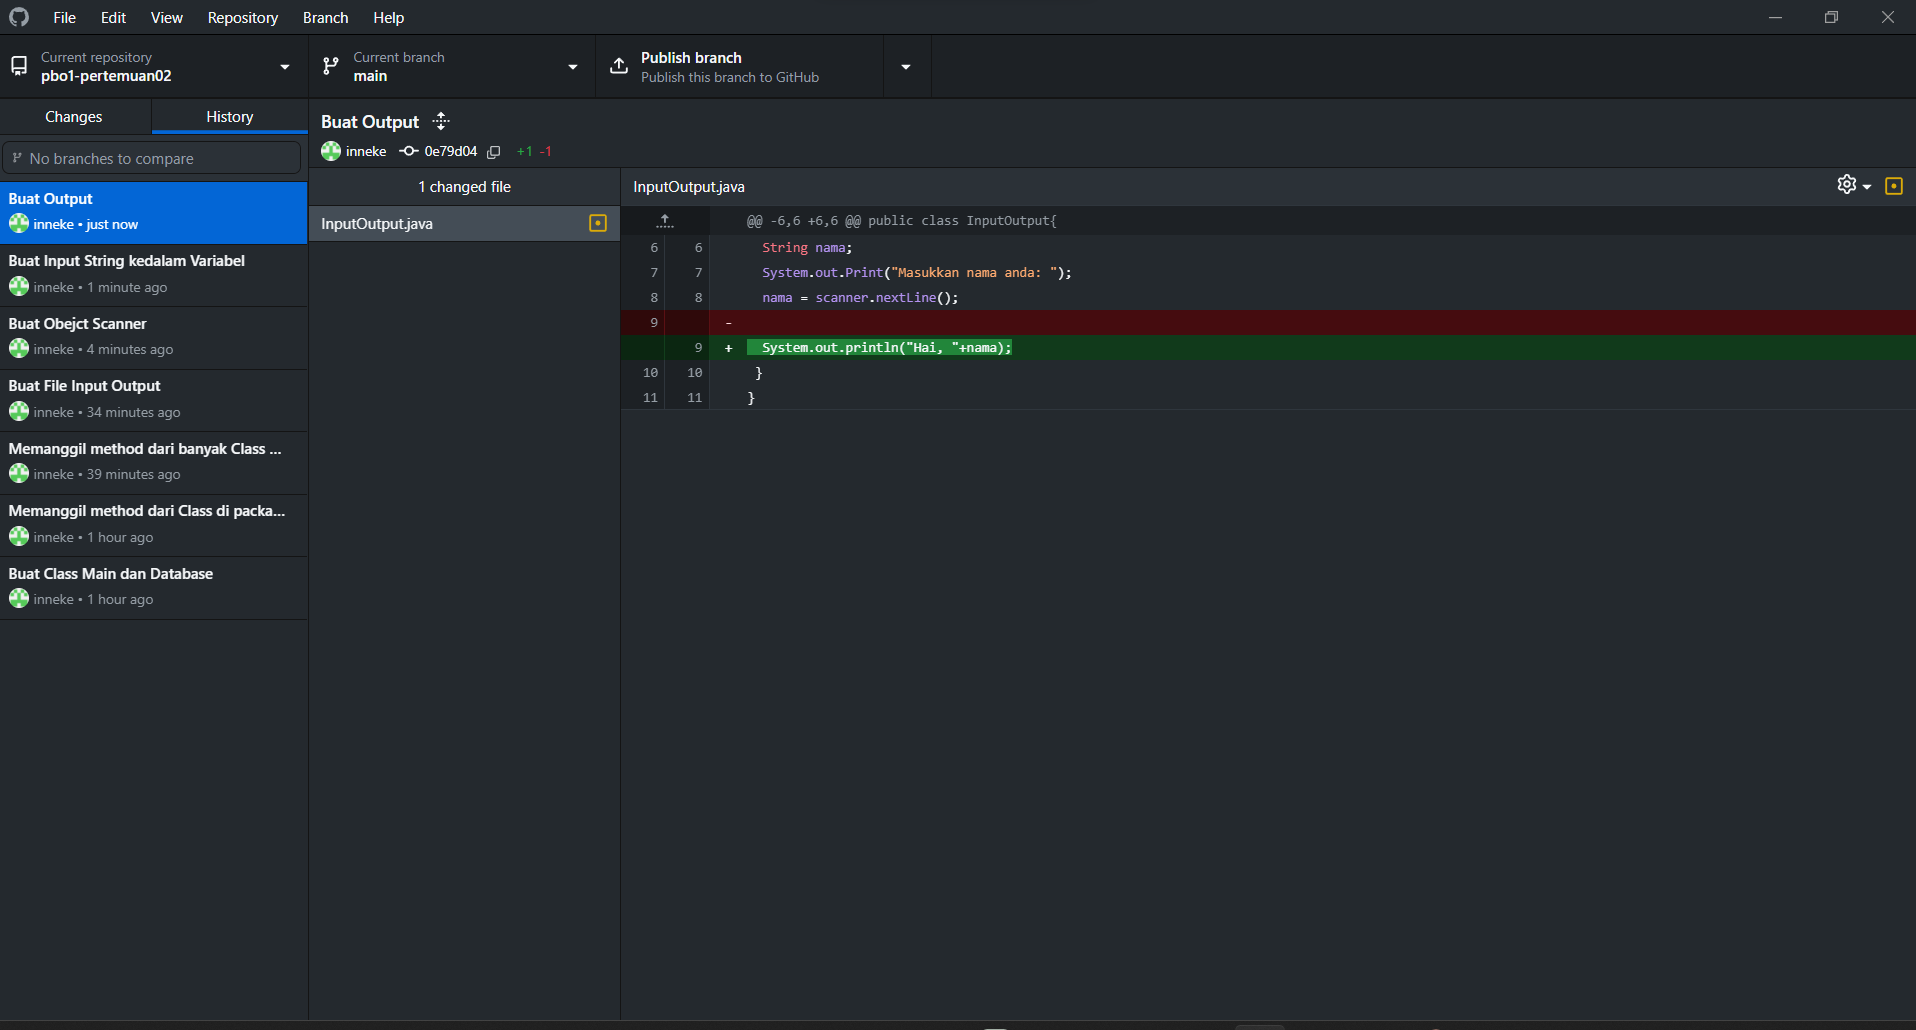 File Edit View Repository Branch Help
Current repository
pbo1-pertemuan02
Current branch
main
Publish branch
Publish this branch to GitHub
Changes
History
No branches to compare
Buat Output
inneke • just now
Buat Input String kedalam Variabel
inneke • 1 minute ago
Buat Obejct Scanner
inneke • 4 minutes ago
Buat File Input Output
inneke • 34 minutes ago
Memanggil method dari banyak Class ...
inneke • 39 minutes ago
Memanggil method dari Class di packa...
inneke • 1 hour ago
Buat Class Main dan Database
inneke • 1 hour ago
Buat Output
inneke 0e79d04 +1 -1
1 changed file
InputOutput.java
InputOutput.java
@@ -6,6 +6,6 @@ public class InputOutput{
6 6 String nama;
7 7 System.out.Print("Masukkan nama anda: ");
8 8 nama = scanner.nextLine();
9 -
9 + System.out.println("Hai, "+nama);
10 10 }
11 11 }